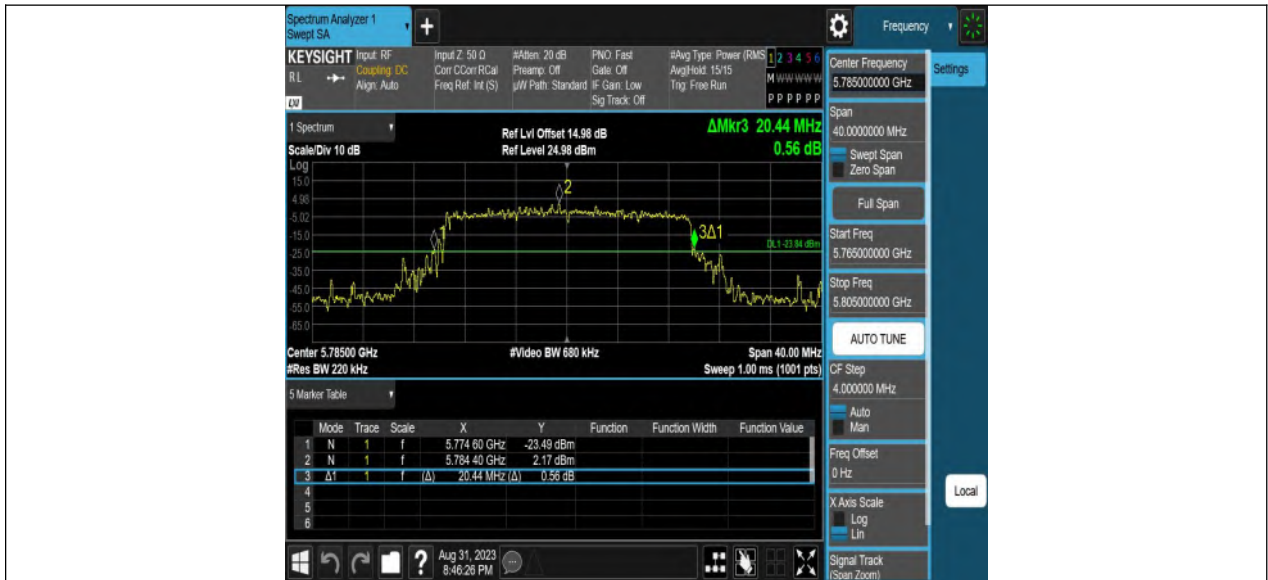 Spectrum Analyzer 1
Swept SA
+
Frequency
KEYSIGHT
RL
LXI
Input: RF
Coupling: DC
Align: Auto
Input Z: 50 Ω
Corr CCorr RCal
Freq Ref: Int (S)
#Atten: 20 dB
Preamp: Off
µW Path: Standard
PNO: Fast
Gate: Off
IF Gain: Low
Sig Track: Off
#Avg Type: Power (RMS
Avg|Hold: 15/15
Trig: Free Run
1 2 3 4 5 6
M W W W W W
P P P P P P
1 Spectrum
Scale/Div 10 dB
Ref Lvl Offset 14.98 dB
Ref Level 24.98 dBm
ΔMkr3 20.44 MHz
0.56 dB
Log
15.0
4.98
-5.02
-15.0
-25.0
-35.0
-45.0
-55.0
-65.0
1
2
3Δ1
DL1 -23.84 dBm
Center 5.78500 GHz
#Res BW 220 kHz
#Video BW 680 kHz
Span 40.00 MHz
Sweep 1.00 ms (1001 pts)
5 Marker Table
Mode Trace Scale X Y Function Function Width Function Value
1 N 1 f 5.774 60 GHz -23.49 dBm
2 N 1 f 5.784 40 GHz 2.17 dBm
3 Δ1 1 f (Δ) 20.44 MHz (Δ) 0.56 dB
4
5
6
?
Aug 31, 2023
8:46:26 PM
Center Frequency
5.785000000 GHz
Settings
Span
40.0000000 MHz
Swept Span
Zero Span
Full Span
Start Freq
5.765000000 GHz
Stop Freq
5.805000000 GHz
AUTO TUNE
CF Step
4.000000 MHz
Auto
Man
Freq Offset
0 Hz
X Axis Scale
Log
Lin
Signal Track
(Span Zoom)
Local